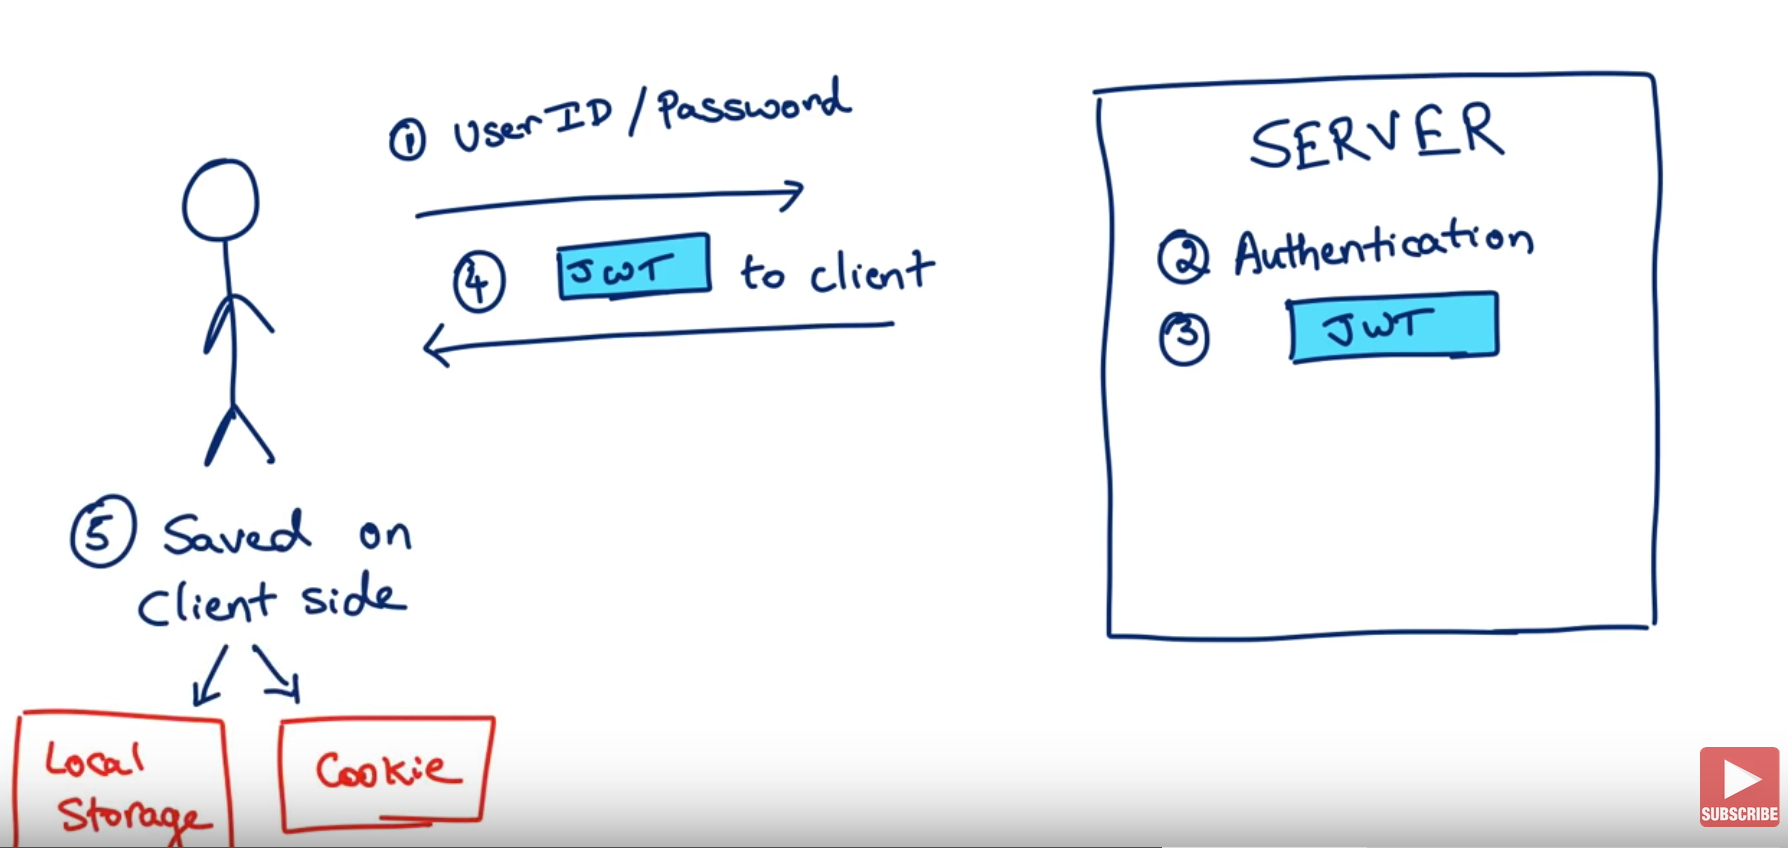 ① UserID / Password
④ JWT to client
SERVER
② Authentication
③ JWT
⑤ Saved on
Client side
Local
Storage
Cookie
SUBSCRIBE